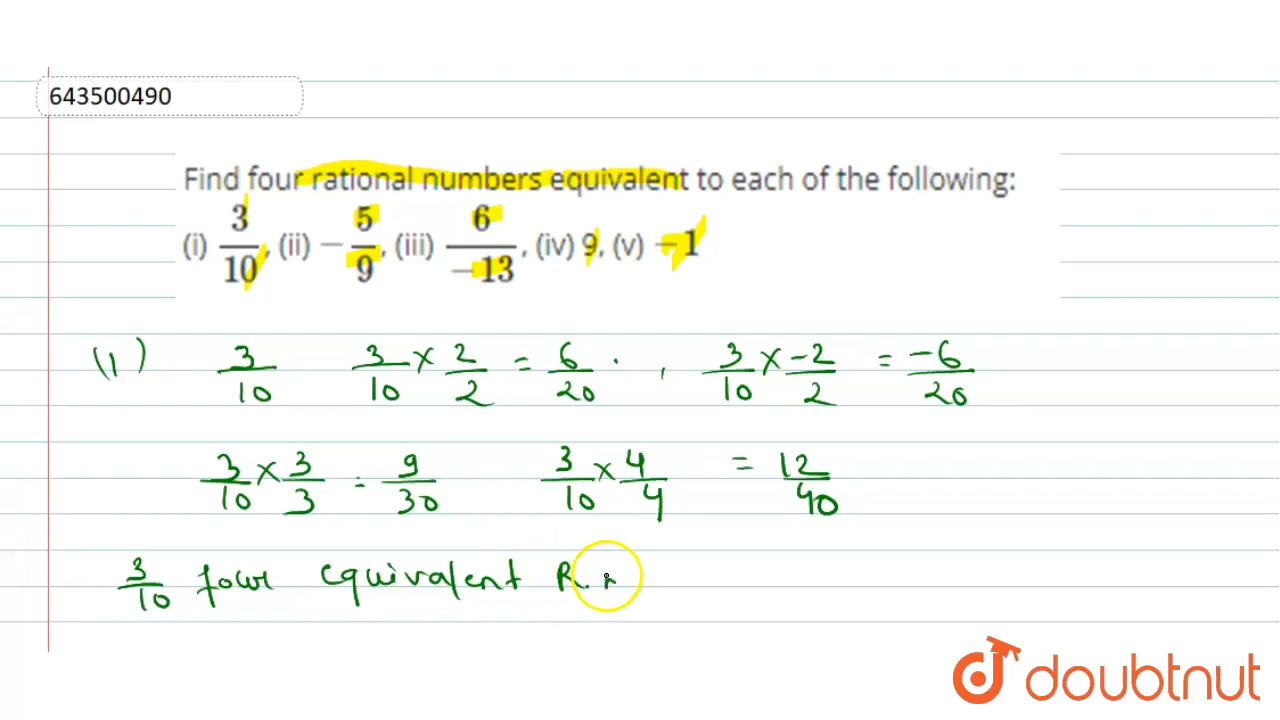 643500490
Find four rational numbers equivalent to each of the following:
(i) 3/10, (ii) −5/9, (iii) 6/−13, (iv) 9, (v) −1
(1) 3/10 3/10 × 2/2 = 6/20 . , 3/10 × -2/2 = -6/20
3/10 × 3/3 = 9/30 3/10 × 4/4 = 12/40
3/10 four equivalent R.
doubtnut